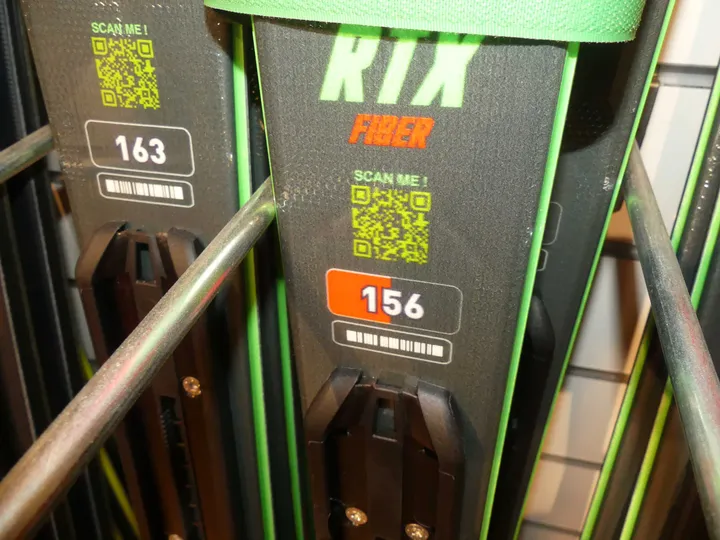 SCAN ME !
163
RTX
FIBER
SCAN ME !
156